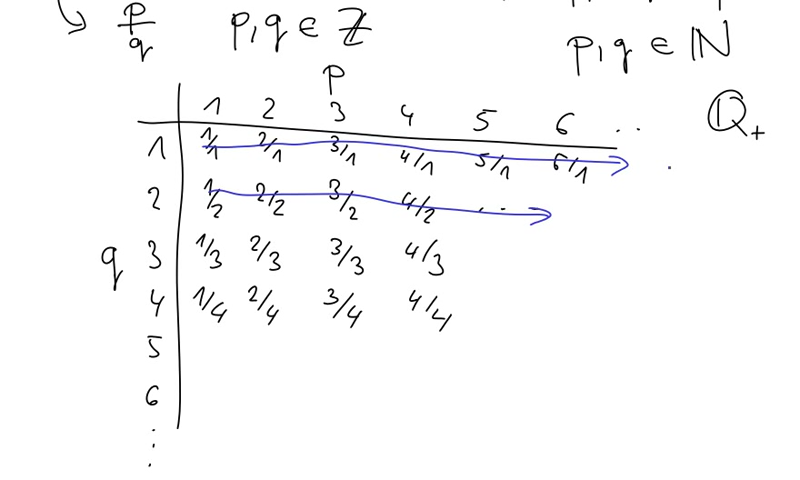 p/q p,q ∈ ℤ
p,q ∈ ℕ
p
1 2 3 4 5 6 ..
ℚ₊
1 1/1 2/1 3/1 4/1 5/1 6/1
2 1/2 2/2 3/2 4/2 ..
q 3 1/3 2/3 3/3 4/3
4 1/4 2/4 3/4 4/4
5
6
⋮